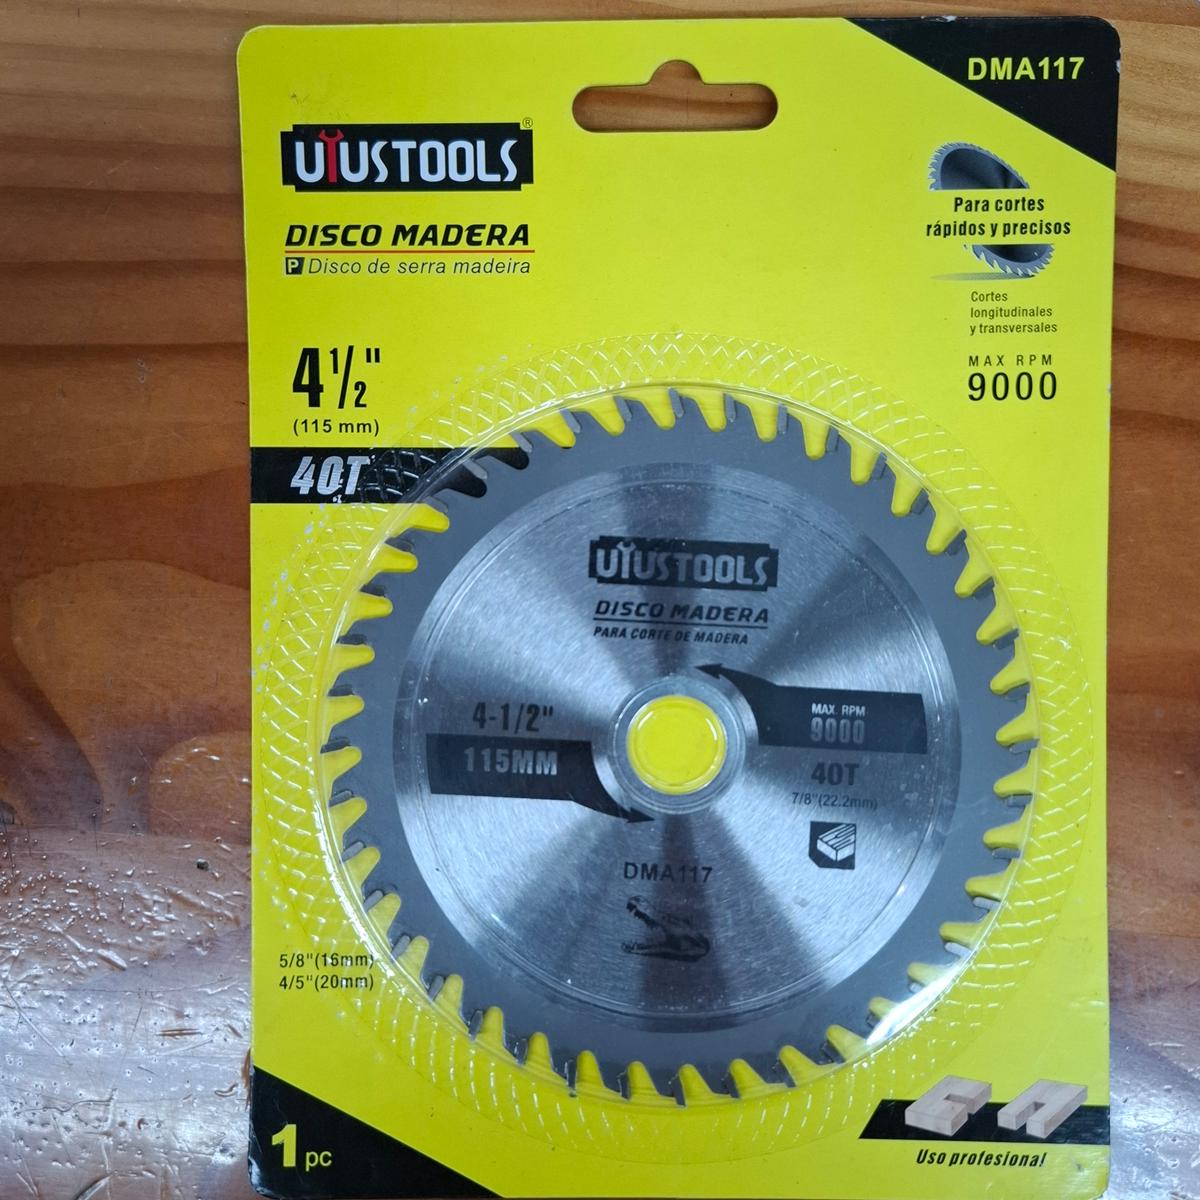 DMA117
UYUSTOOLS®
DISCO MADERA
P Disco de serra madeira
Para cortes
rápidos y precisos
Cortes
longitudinales
y transversales
MAX RPM
9000
4 1/2"
(115 mm)
40T
UYUSTOOLS
DISCO MADERA
PARA CORTE DE MADERA
4-1/2"
115MM
MAX. RPM
9000
40T
7/8"(22.2mm)
DMA117
5/8"(16mm)
4/5"(20mm)
1 pc
Uso profesional